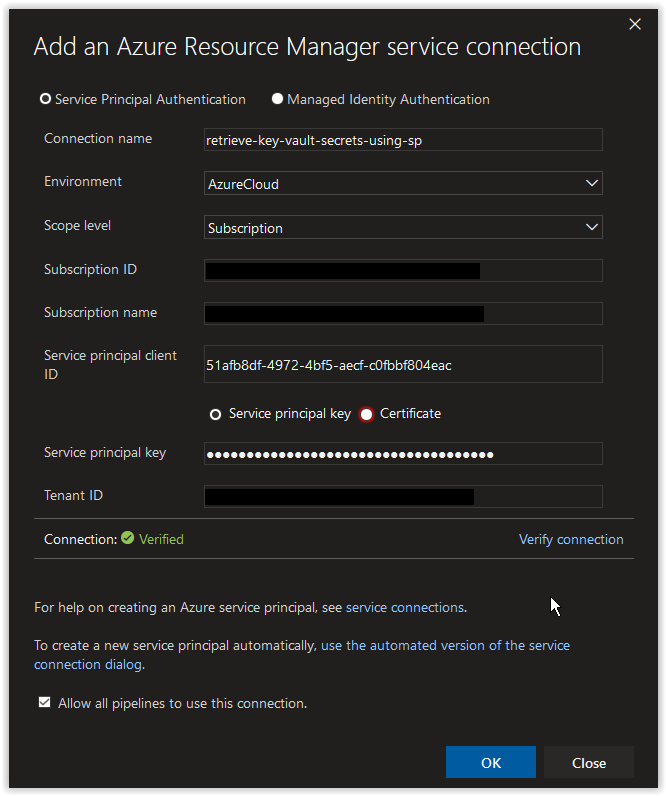 Add an Azure Resource Manager service connection
Service Principal Authentication
Managed Identity Authentication
Connection name
retrieve-key-vault-secrets-using-sp
Environment
AzureCloud
Scope level
Subscription
Subscription ID
Subscription name
Service principal client
ID
51afb8df-4972-4bf5-aecf-c0fbbf804eac
Service principal key
Certificate
Service principal key
Tenant ID
Connection:
Verified
Verify connection
For help on creating an Azure service principal, see service connections.
To create a new service principal automatically, use the automated version of the service
connection dialog.
Allow all pipelines to use this connection.
OK
Close